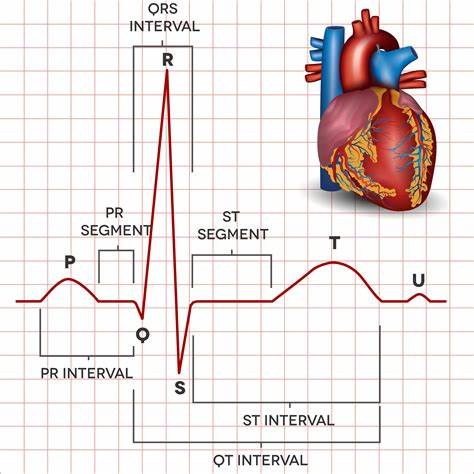 QRS
INTERVAL
R
PR
SEGMENT
ST
SEGMENT
P
T
U
Q
S
PR INTERVAL
ST INTERVAL
QT INTERVAL